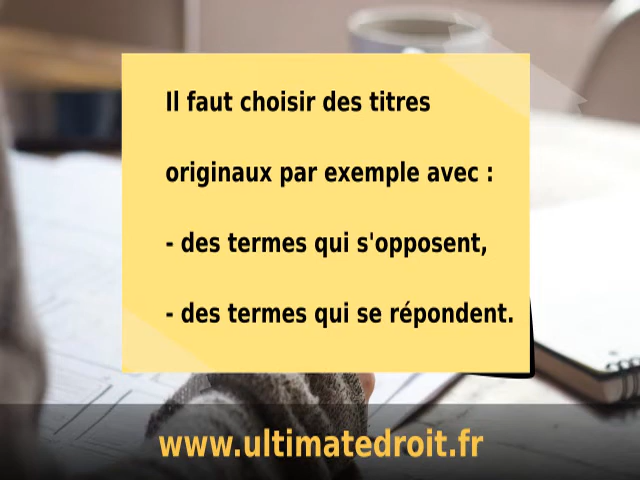 Il faut choisir des titres
originaux par exemple avec :
- des termes qui s'opposent,
- des termes qui se répondent.
www.ultimatedroit.fr